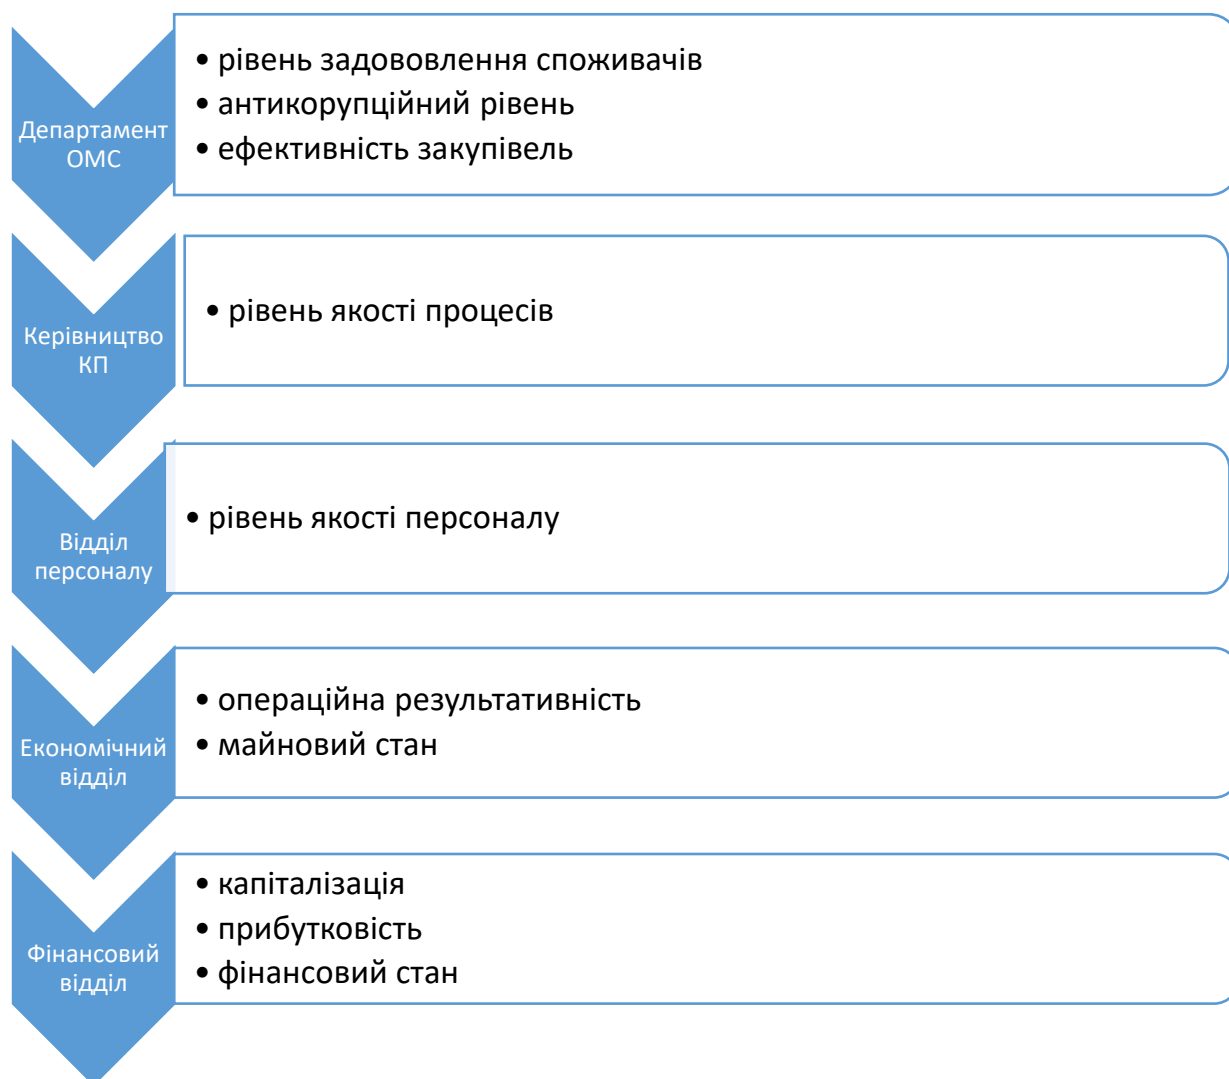 Департамент
ОМС
• рівень задововлення споживачів
• антикорупційний рівень
• ефективність закупівель
Керівництво
КП
• рівень якості процесів
Відділ
персоналу
• рівень якості персоналу
Економічний
відділ
• операційна результативність
• майновий стан
Фінансовий
відділ
• капіталізація
• прибутковість
• фінансовий стан